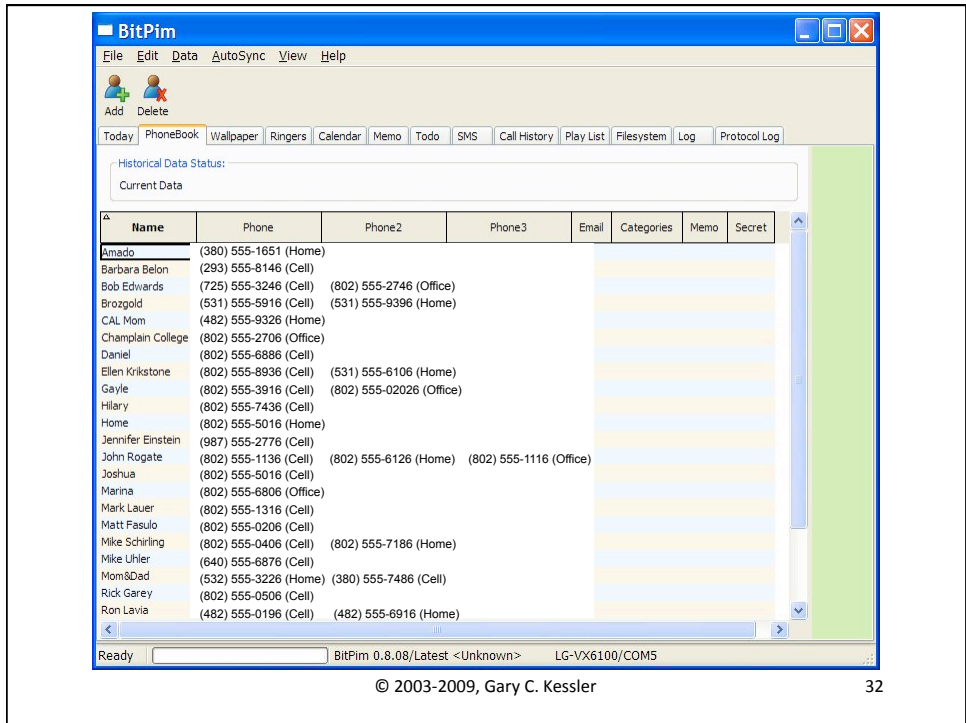 BitPim
File Edit Data AutoSync View Help
Add Delete
Today PhoneBook Wallpaper Ringers Calendar Memo Todo SMS Call History Play List Filesystem Log Protocol Log
Historical Data Status:
Current Data
Name Phone Phone2 Phone3 Email Categories Memo Secret
Amado (380) 555-1651 (Home)
Barbara Belon (293) 555-8146 (Cell)
Bob Edwards (725) 555-3246 (Cell) (802) 555-2746 (Office)
Brozgold (531) 555-5916 (Cell) (531) 555-9396 (Home)
CAL Mom (482) 555-9326 (Home)
Champlain College (802) 555-2706 (Office)
Daniel (802) 555-6886 (Cell)
Ellen Krikstone (802) 555-8936 (Cell) (531) 555-6106 (Home)
Gayle (802) 555-3916 (Cell) (802) 555-02026 (Office)
Hilary (802) 555-7436 (Cell)
Home (802) 555-5016 (Home)
Jennifer Einstein (987) 555-2776 (Cell)
John Rogate (802) 555-1136 (Cell) (802) 555-6126 (Home) (802) 555-1116 (Office)
Joshua (802) 555-5016 (Cell)
Marina (802) 555-6806 (Office)
Mark Lauer (802) 555-1316 (Cell)
Matt Fasulo (802) 555-0206 (Cell)
Mike Schirling (802) 555-0406 (Cell) (802) 555-7186 (Home)
Mike Uhler (640) 555-6876 (Cell)
Mom&Dad (532) 555-3226 (Home) (380) 555-7486 (Cell)
Rick Garey (802) 555-0506 (Cell)
Ron Lavia (482) 555-0196 (Cell) (482) 555-6916 (Home)
Ready BitPim 0.8.08/Latest <Unknown> LG-VX6100/COM5
© 2003-2009, Gary C. Kessler 32